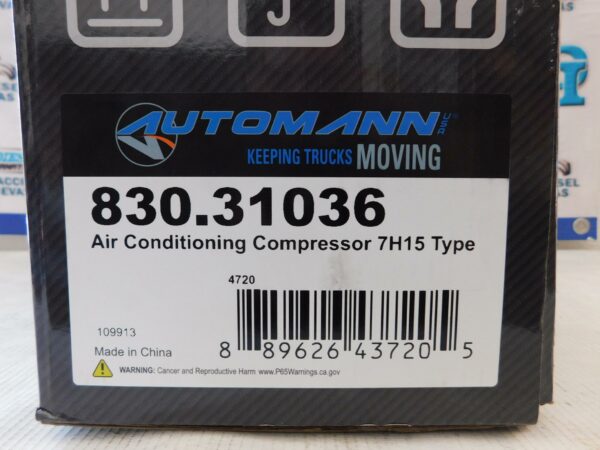 AUTOMANN USA
KEEPING TRUCKS MOVING
830.31036
Air Conditioning Compressor 7H15 Type
4720
109913
Made in China
8 89626 43720 5
WARNING: Cancer and Reproductive Harm www.P65Warnings.ca.gov